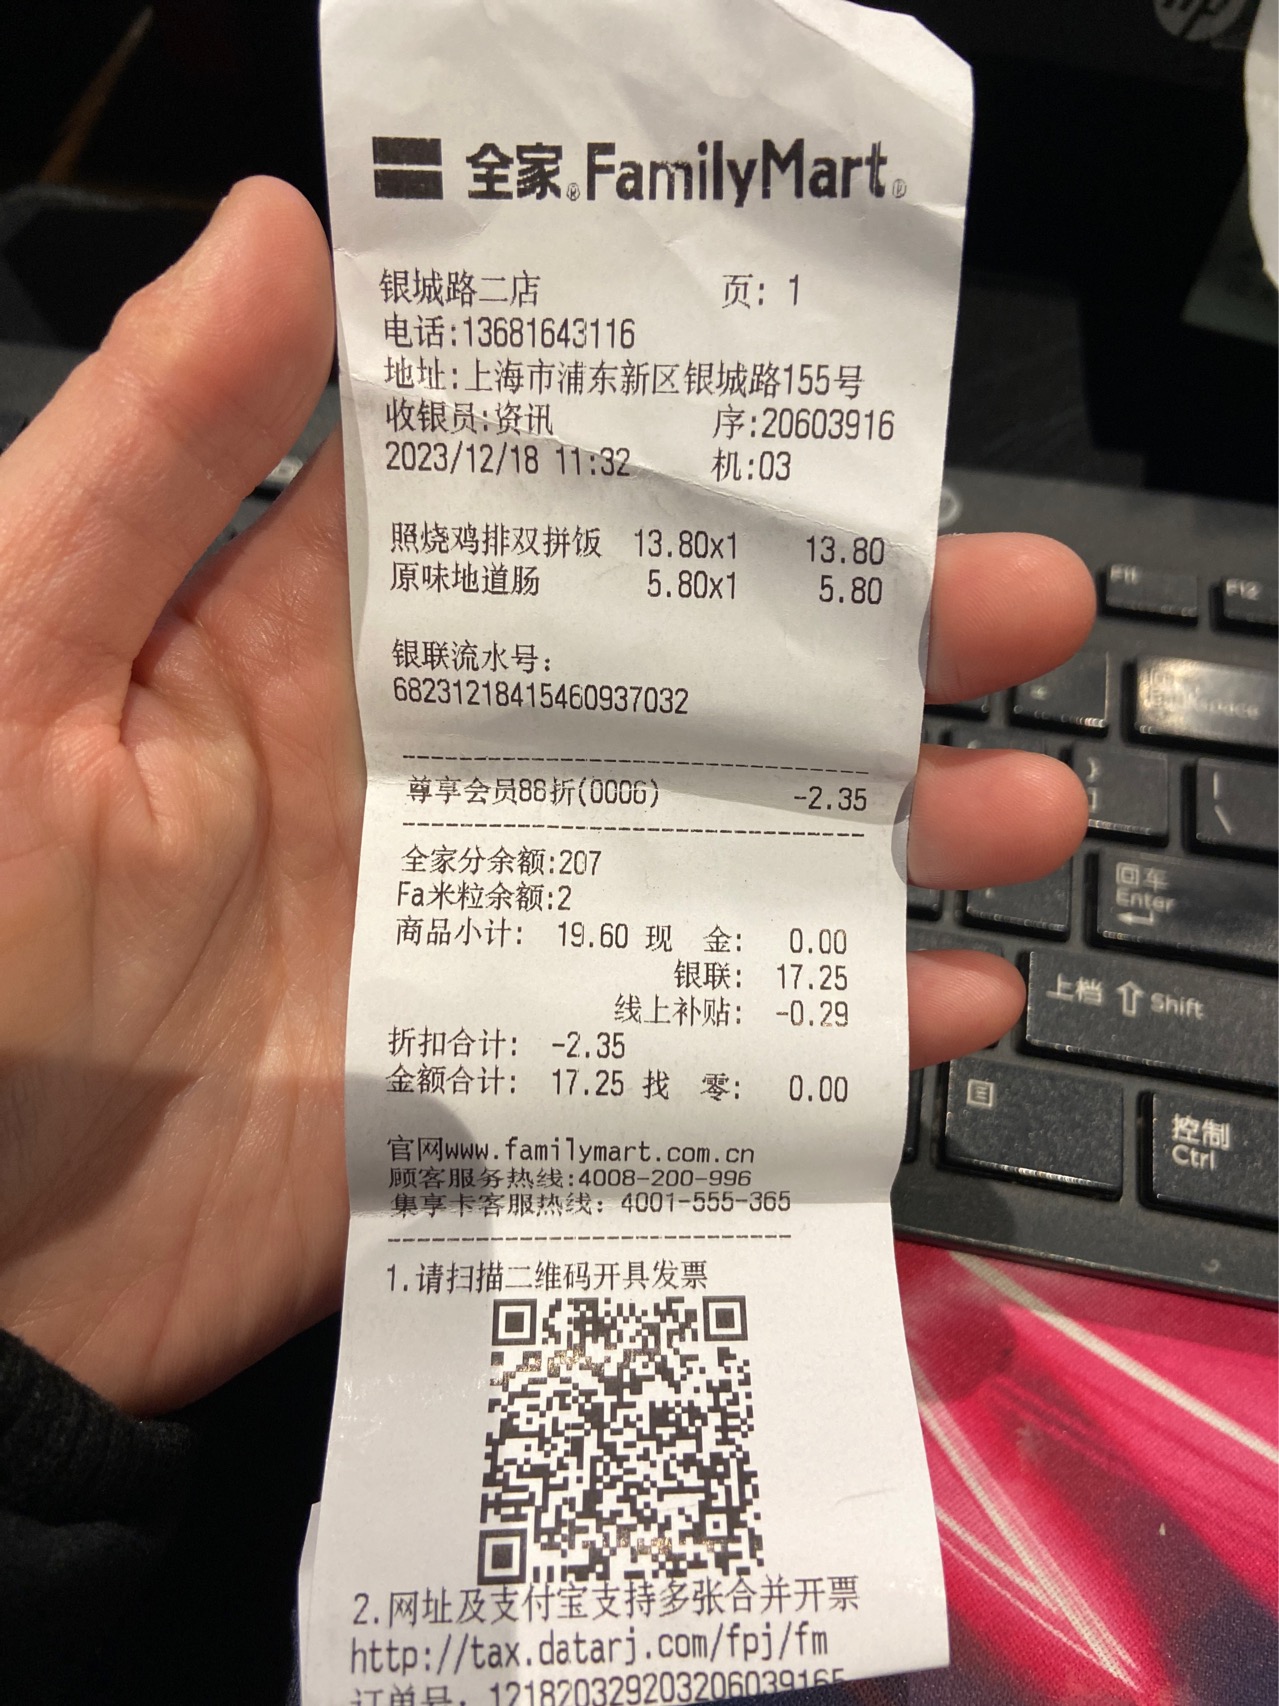 全家® FamilyMart®
银城路二店 页: 1
电话:13681643116
地址:上海市浦东新区银城路155号
收银员:资讯 序:20603916
2023/12/18 11:32 机:03
照烧鸡排双拼饭 13.80x1 13.80
原味地道肠 5.80x1 5.80
银联流水号:
68231218415460937032
尊享会员88折(0006) -2.35
全家分余额:207
Fa米粒余额:2
商品小计: 19.60 现 金: 0.00
银联: 17.25
线上补贴: -0.29
折扣合计: -2.35
金额合计: 17.25 找 零: 0.00
官网www.familymart.com.cn
顾客服务热线:4008-200-996
集享卡客服热线: 4001-555-365
1.请扫描二维码开具发票
2.网址及支付宝支持多张合并开票
http://tax.datarj.com/fpj/fm
订单号: 121820329203206039165
hp
F11
F12
回车
Enter
上档 Shift
控制
Ctrl